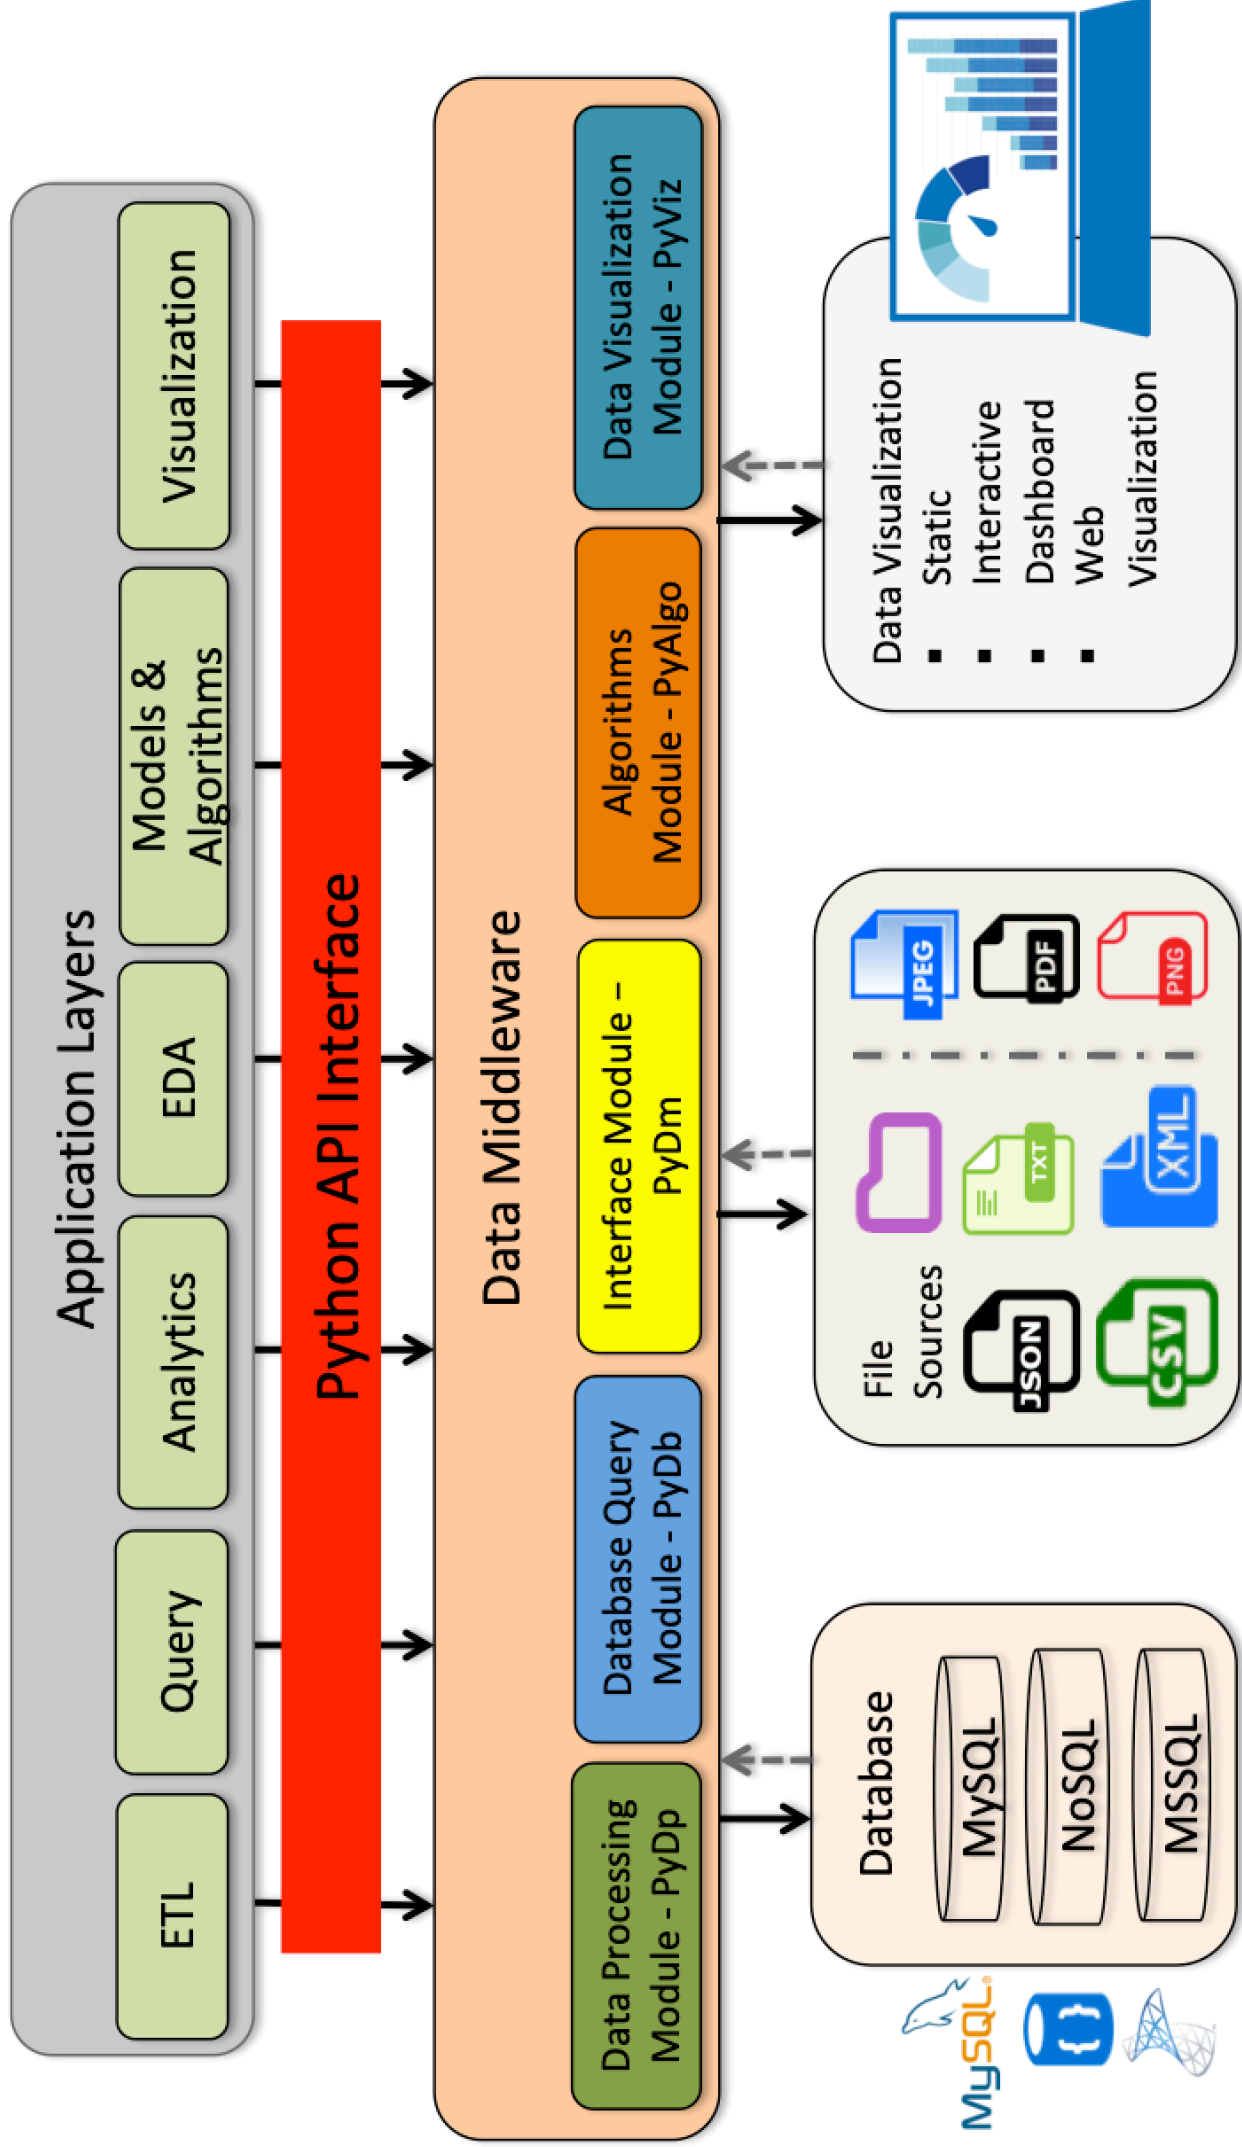 Application Layers
ETL
Query
Analytics
EDA
Models &
Algorithms
Visualization
Python API Interface
Data Middleware
Data Processing
Module - PyDp
Database Query
Module - PyDb
Interface Module –
PyDm
Algorithms
Module - PyAlgo
Data Visualization
Module - PyViz
MySQL®
Database
MySQL
NoSQL
MSSQL
File
Sources
JSON
CSV
TXT
XML
JPEG
PDF
PNG
Data Visualization
▪ Static
▪ Interactive
▪ Dashboard
▪ Web
Visualization